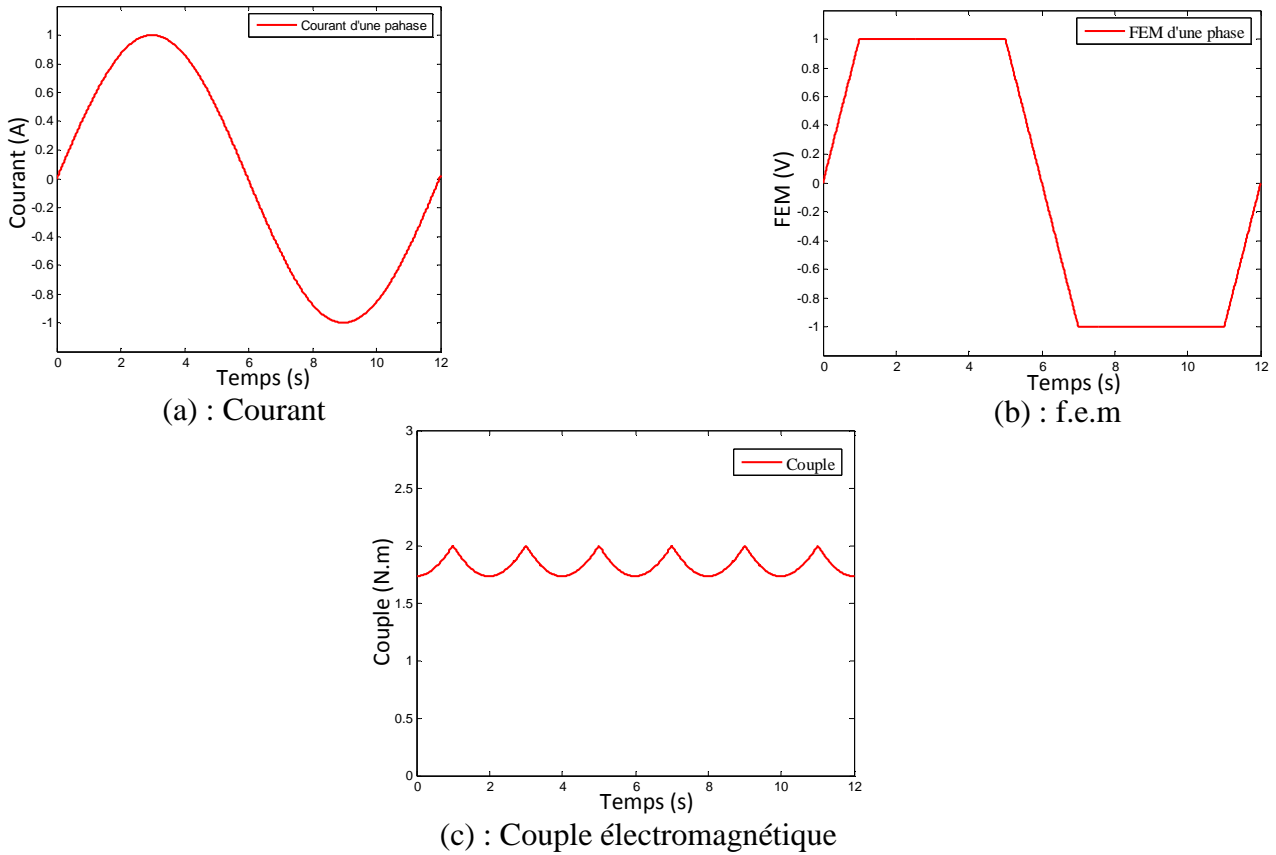 Courant d'une pahase
1
0.8
0.6
0.4
0.2
0
-0.2
-0.4
-0.6
-0.8
-1
Courant (A)
0 2 4 6 8 10 12
Temps (s)
(a) : Courant
FEM d'une phase
1
0.8
0.6
0.4
0.2
0
-0.2
-0.4
-0.6
-0.8
-1
FEM (V)
0 2 4 6 8 10 12
Temps (s)
(b) : f.e.m
Couple
3
2.5
2
1.5
1
0.5
0
Couple (N.m)
0 2 4 6 8 10 12
Temps (s)
(c) : Couple électromagnétique